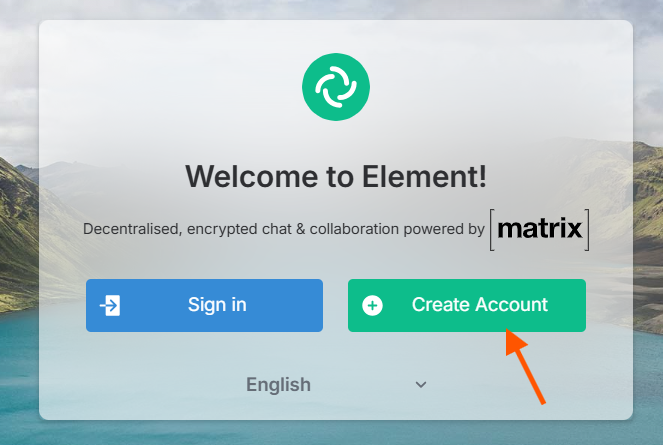 Welcome to Element!
Decentralised, encrypted chat & collaboration powered by [matrix]
Sign in
Create Account
English